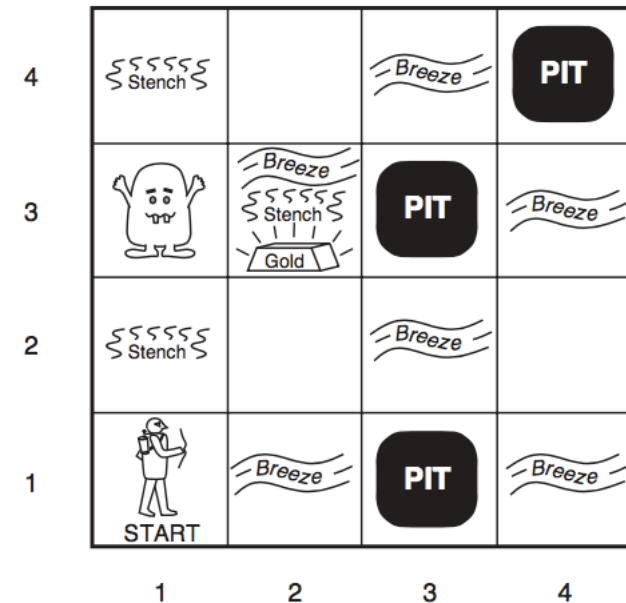 4
Stench
Breeze
PIT
3
Breeze
Stench
Gold
PIT
Breeze
2
Stench
Breeze
1
START
Breeze
PIT
Breeze
1 2 3 4